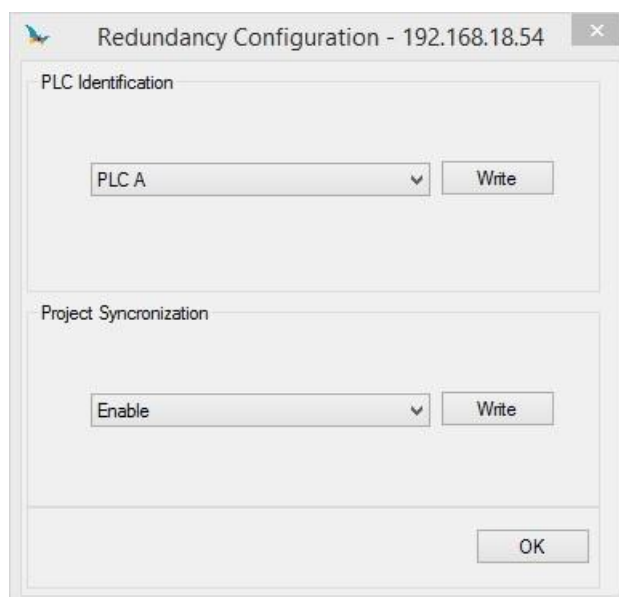 Redundancy Configuration - 192.168.18.54
PLC Identification
PLC A
Write
Project Syncronization
Enable
Write
OK